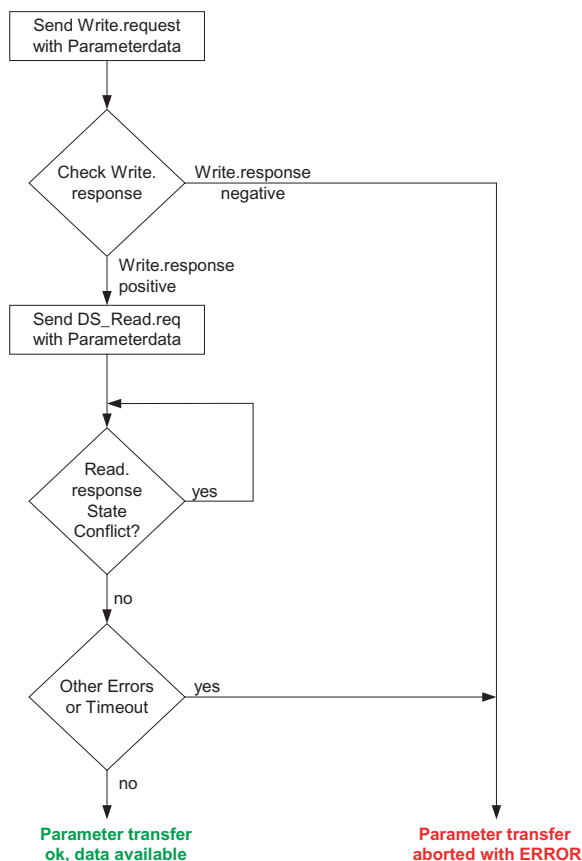 Send Write.request
with Parameterdata
Check Write.
response
Write.response
negative
Write.response
positive
Send DS_Read.req
with Parameterdata
Read.
response
State
Conflict?
yes
no
Other Errors
or Timeout
yes
no
Parameter transfer
ok, data available
Parameter transfer
aborted with ERROR